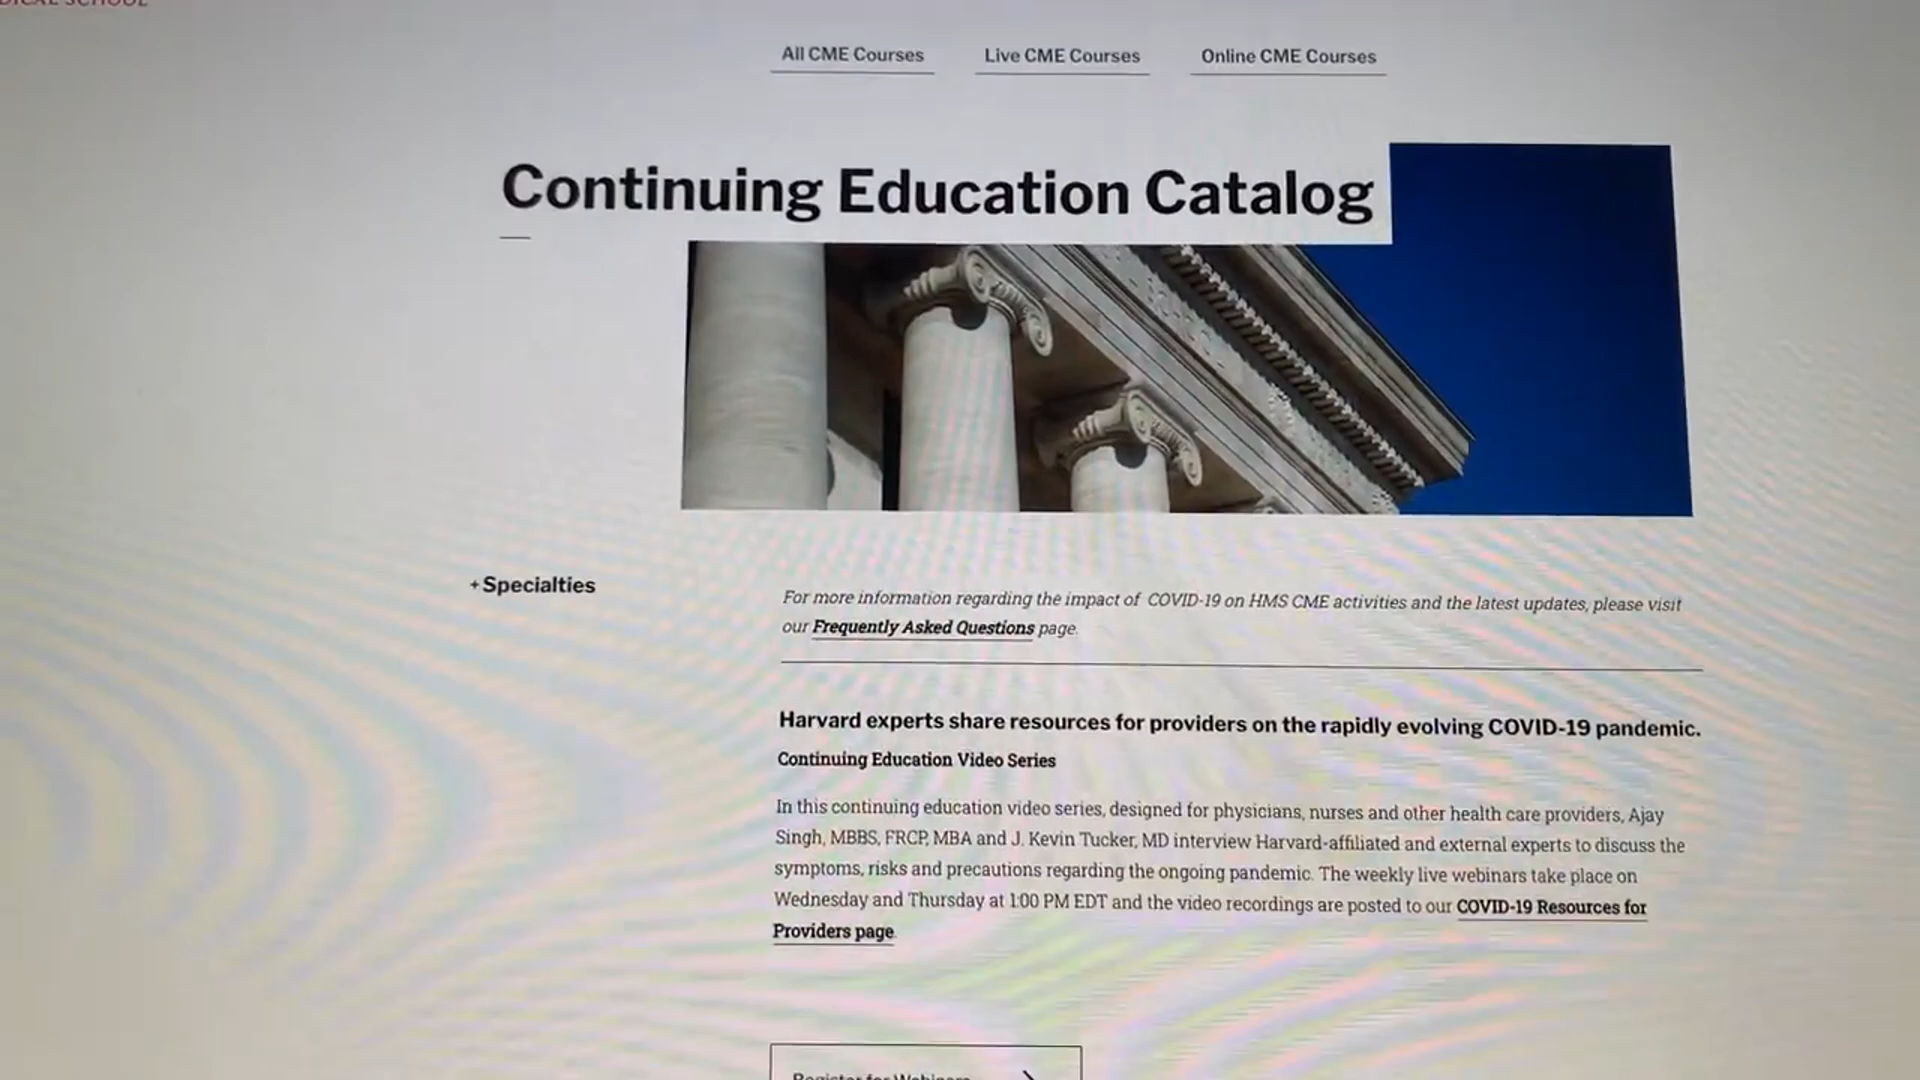 All CME Courses Live CME Courses Online CME Courses
Continuing Education Catalog
+ Specialties
For more information regarding the impact of COVID-19 on HMS CME activities and the latest updates, please visit
our Frequently Asked Questions page.
Harvard experts share resources for providers on the rapidly evolving COVID-19 pandemic.
Continuing Education Video Series
In this continuing education video series, designed for physicians, nurses and other health care providers, Ajay
Singh, MBBS, FRCP, MBA and J. Kevin Tucker, MD interview Harvard-affiliated and external experts to discuss the
symptoms, risks and precautions regarding the ongoing pandemic. The weekly live webinars take place on
Wednesday and Thursday at 1:00 PM EDT and the video recordings are posted to our COVID-19 Resources for
Providers page.
Register for Webinars